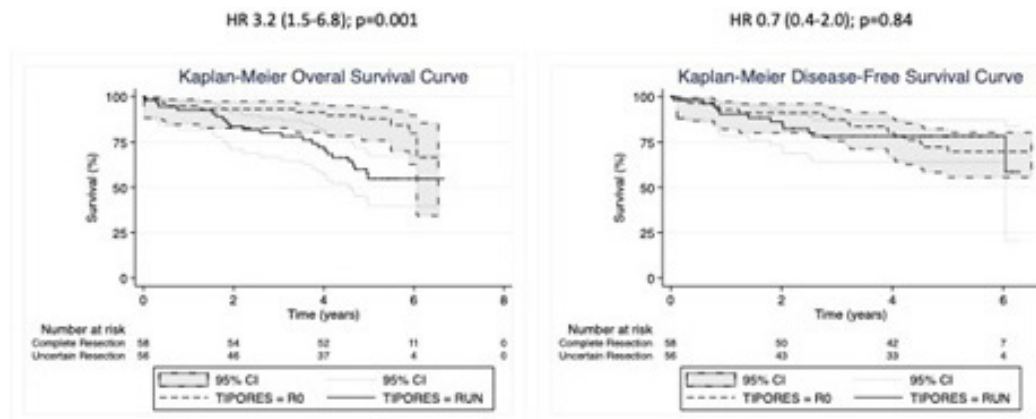 HR 3.2 (1.5-6.8); p=0.001
Kaplan-Meier Overal Survival Curve
100
75
50
25
0
Survival (%)
0 2 4 6 8
Time (years)
Number at risk
Complete Resection 58 54 52 11 0
Uncertain Resection 56 46 37 4 0
95% CI 95% CI
TIPORES = R0 TIPORES = RUN
HR 0.7 (0.4-2.0); p=0.84
Kaplan-Meier Disease-Free Survival Curve
100
75
50
25
0
Survival (%)
0 2 4 6
Time (years)
Number at risk
Complete Resection 58 50 42 7
Uncertain Resection 56 43 33 4
95% CI 95% CI
TIPORES = R0 TIPORES = RUN